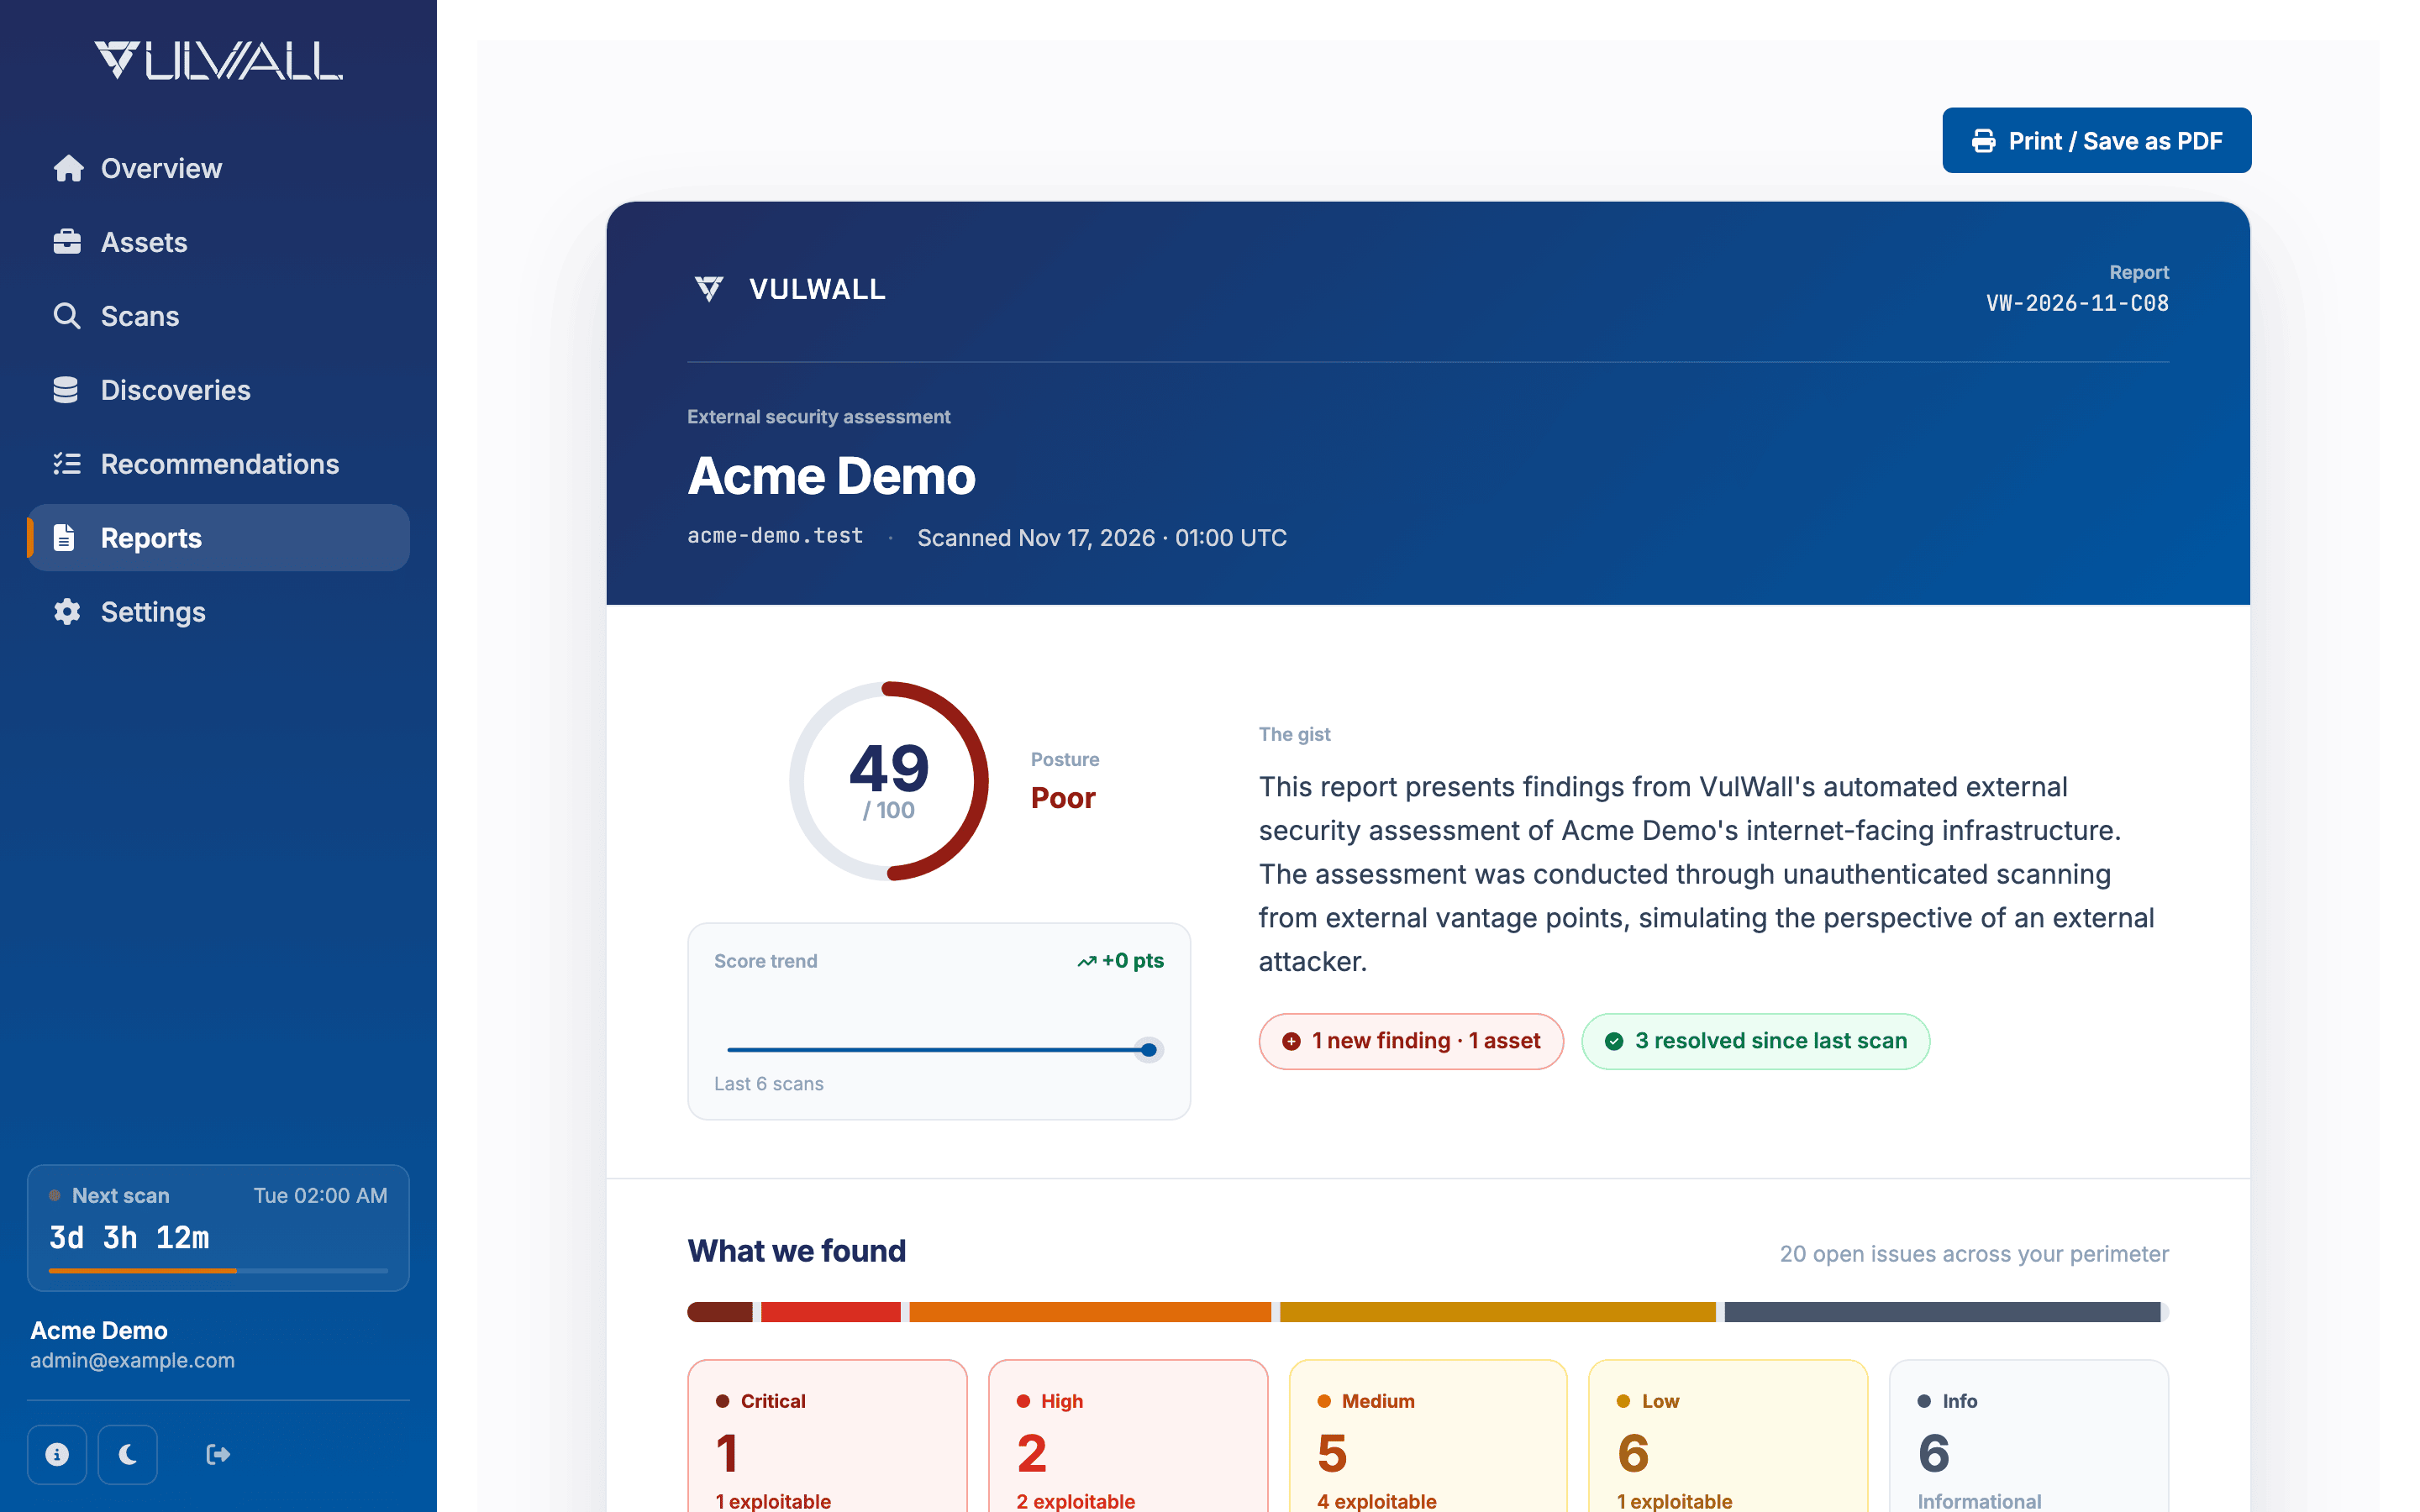 VULWALL
Overview
Assets
Scans
Discoveries
Recommendations
Reports
Settings
Next scan Tue 02:00 AM
3d 3h 12m
Acme Demo
admin@example.com
Print / Save as PDF
VULWALL
Report
VW-2026-11-C08
External security assessment
Acme Demo
acme-demo.test · Scanned Nov 17, 2026 · 01:00 UTC
49
/ 100
Posture
Poor
Score trend +0 pts
Last 6 scans
The gist
This report presents findings from VulWall's automated external
security assessment of Acme Demo's internet-facing infrastructure.
The assessment was conducted through unauthenticated scanning
from external vantage points, simulating the perspective of an external
attacker.
1 new finding · 1 asset
3 resolved since last scan
What we found
20 open issues across your perimeter
Critical
1
1 exploitable
High
2
2 exploitable
Medium
5
4 exploitable
Low
6
1 exploitable
Info
6
Informational